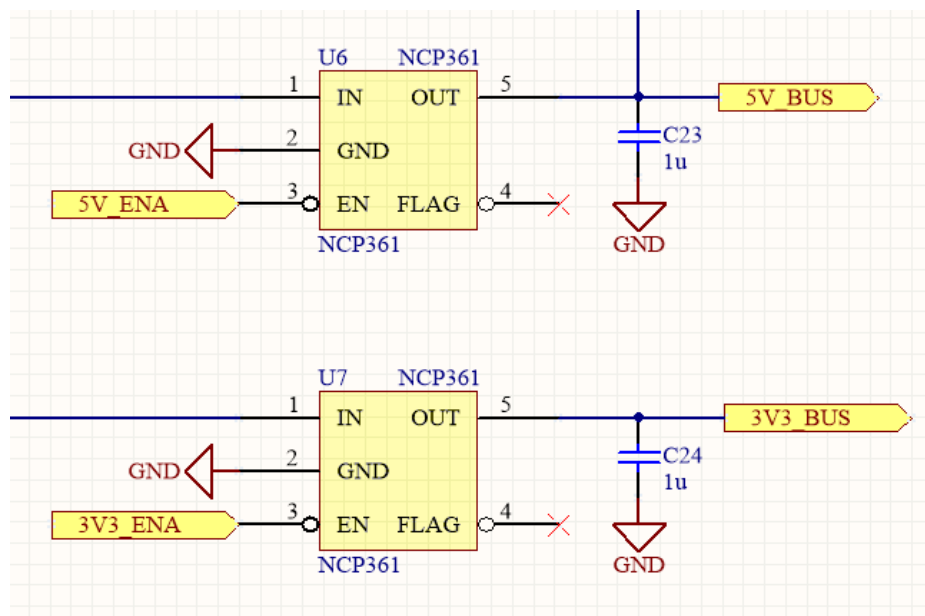 U6 NCP361
1 IN OUT 5 5V_BUS
GND 2 GND C23
1u
5V_ENA 3 EN FLAG 4
NCP361 GND
U7 NCP361
1 IN OUT 5 3V3_BUS
GND 2 GND C24
1u
3V3_ENA 3 EN FLAG 4
NCP361 GND